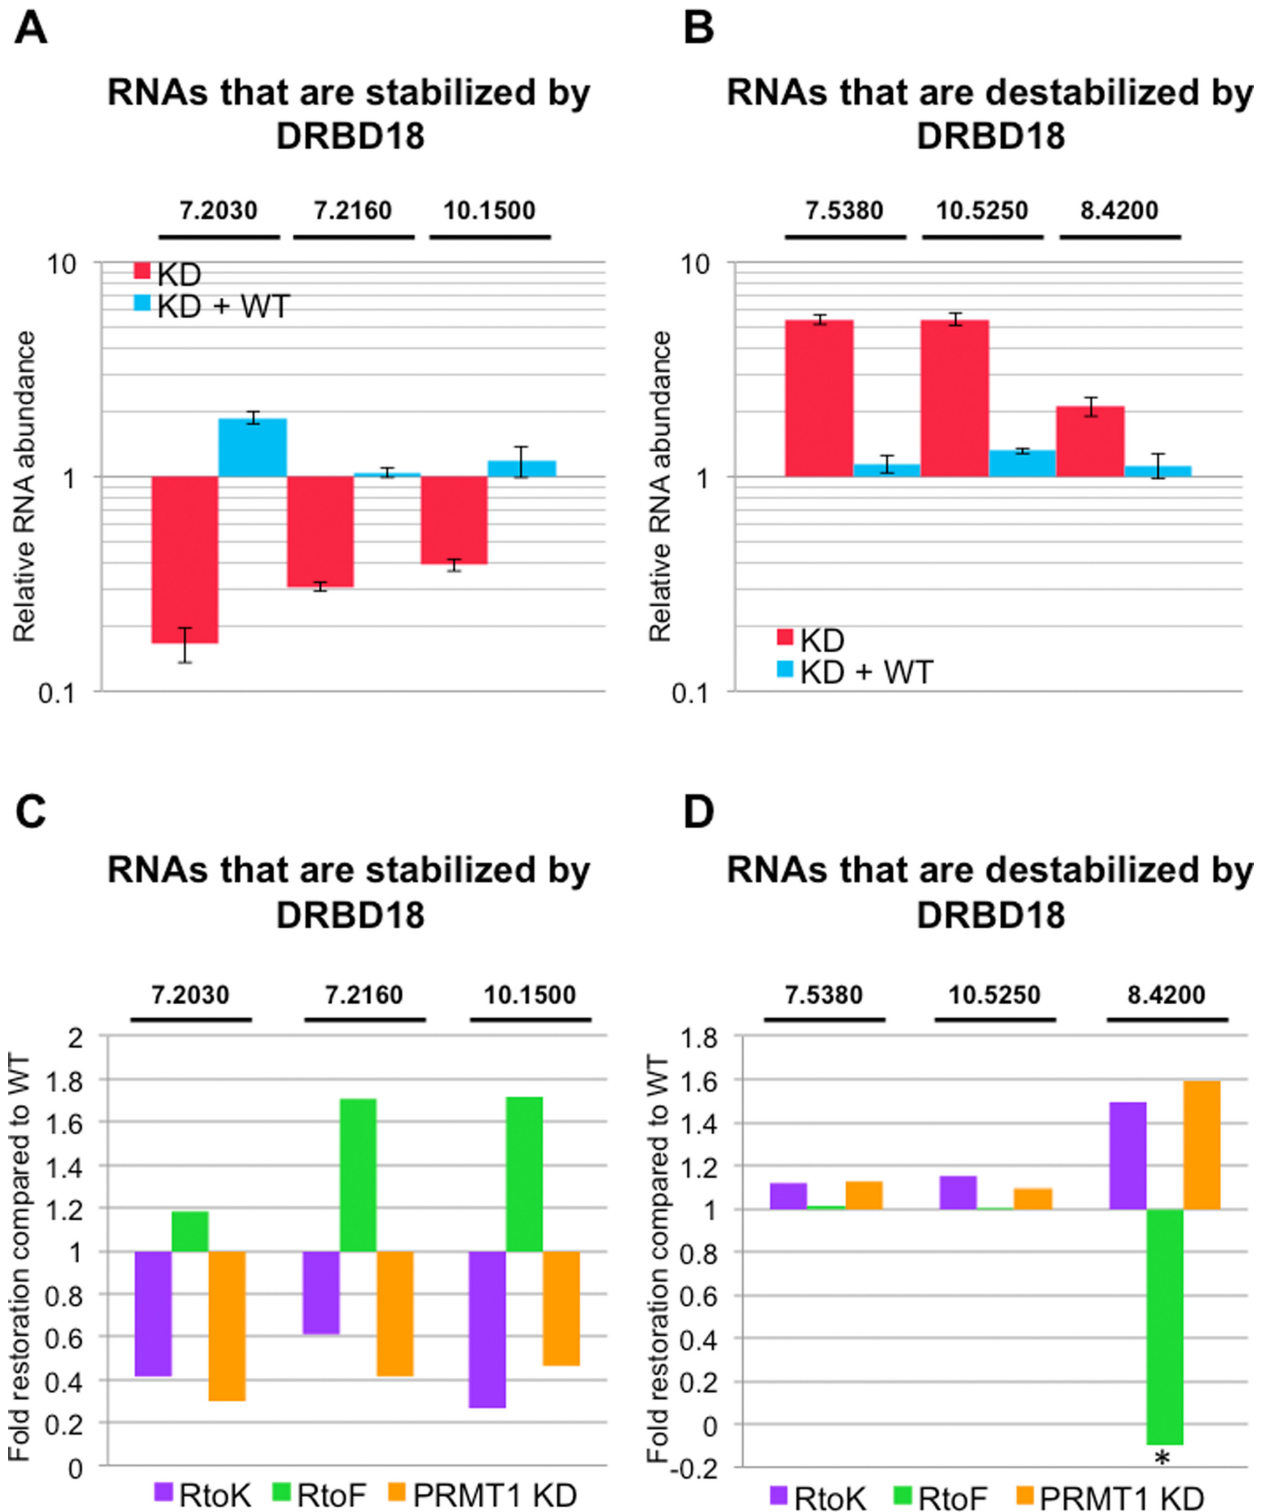 A
RNAs that are stabilized by
DRBD18
7.2030 7.2160 10.1500
10
1
0.1
Relative RNA abundance
KD
KD + WT
B
RNAs that are destabilized by
DRBD18
7.5380 10.5250 8.4200
10
1
0.1
Relative RNA abundance
KD
KD + WT
C
RNAs that are stabilized by
DRBD18
7.2030 7.2160 10.1500
2
1.8
1.6
1.4
1.2
1
0.8
0.6
0.4
0.2
0
Fold restoration compared to WT
RtoK RtoF PRMT1 KD
D
RNAs that are destabilized by
DRBD18
7.5380 10.5250 8.4200
1.8
1.6
1.4
1.2
1
0.8
0.6
0.4
0.2
0
-0.2
Fold restoration compared to WT
*
RtoK RtoF PRMT1 KD